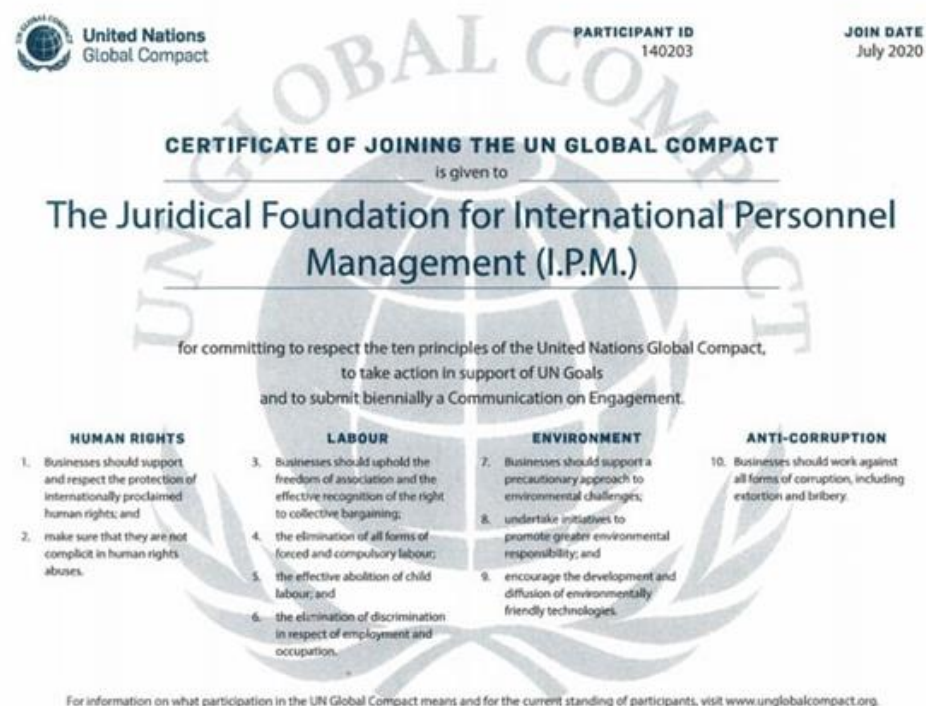 United Nations
Global Compact
PARTICIPANT ID
140203
JOIN DATE
July 2020
UN GLOBAL COMPACT
CERTIFICATE OF JOINING THE UN GLOBAL COMPACT
is given to
The Juridical Foundation for International Personnel
Management (I.P.M.)
for committing to respect the ten principles of the United Nations Global Compact,
to take action in support of UN Goals
and to submit biennially a Communication on Engagement.
HUMAN RIGHTS
1. Businesses should support
and respect the protection of
internationally proclaimed
human rights; and
2. make sure that they are not
complicit in human rights
abuses.
LABOUR
3. Businesses should uphold the
freedom of association and the
effective recognition of the right
to collective bargaining;
4. the elimination of all forms of
forced and compulsory labour;
5. the effective abolition of child
labour; and
6. the elimination of discrimination
in respect of employment and
occupation.
ENVIRONMENT
7. Businesses should support a
precautionary approach to
environmental challenges;
8. undertake initiatives to
promote greater environmental
responsibility; and
9. encourage the development and
diffusion of environmentally
friendly technologies.
ANTI-CORRUPTION
10. Businesses should work against
all forms of corruption, including
extortion and bribery.
For information on what participation in the UN Global Compact means and for the current standing of participants, visit www.unglobalcompact.org.
UN GLOBAL COMPACT